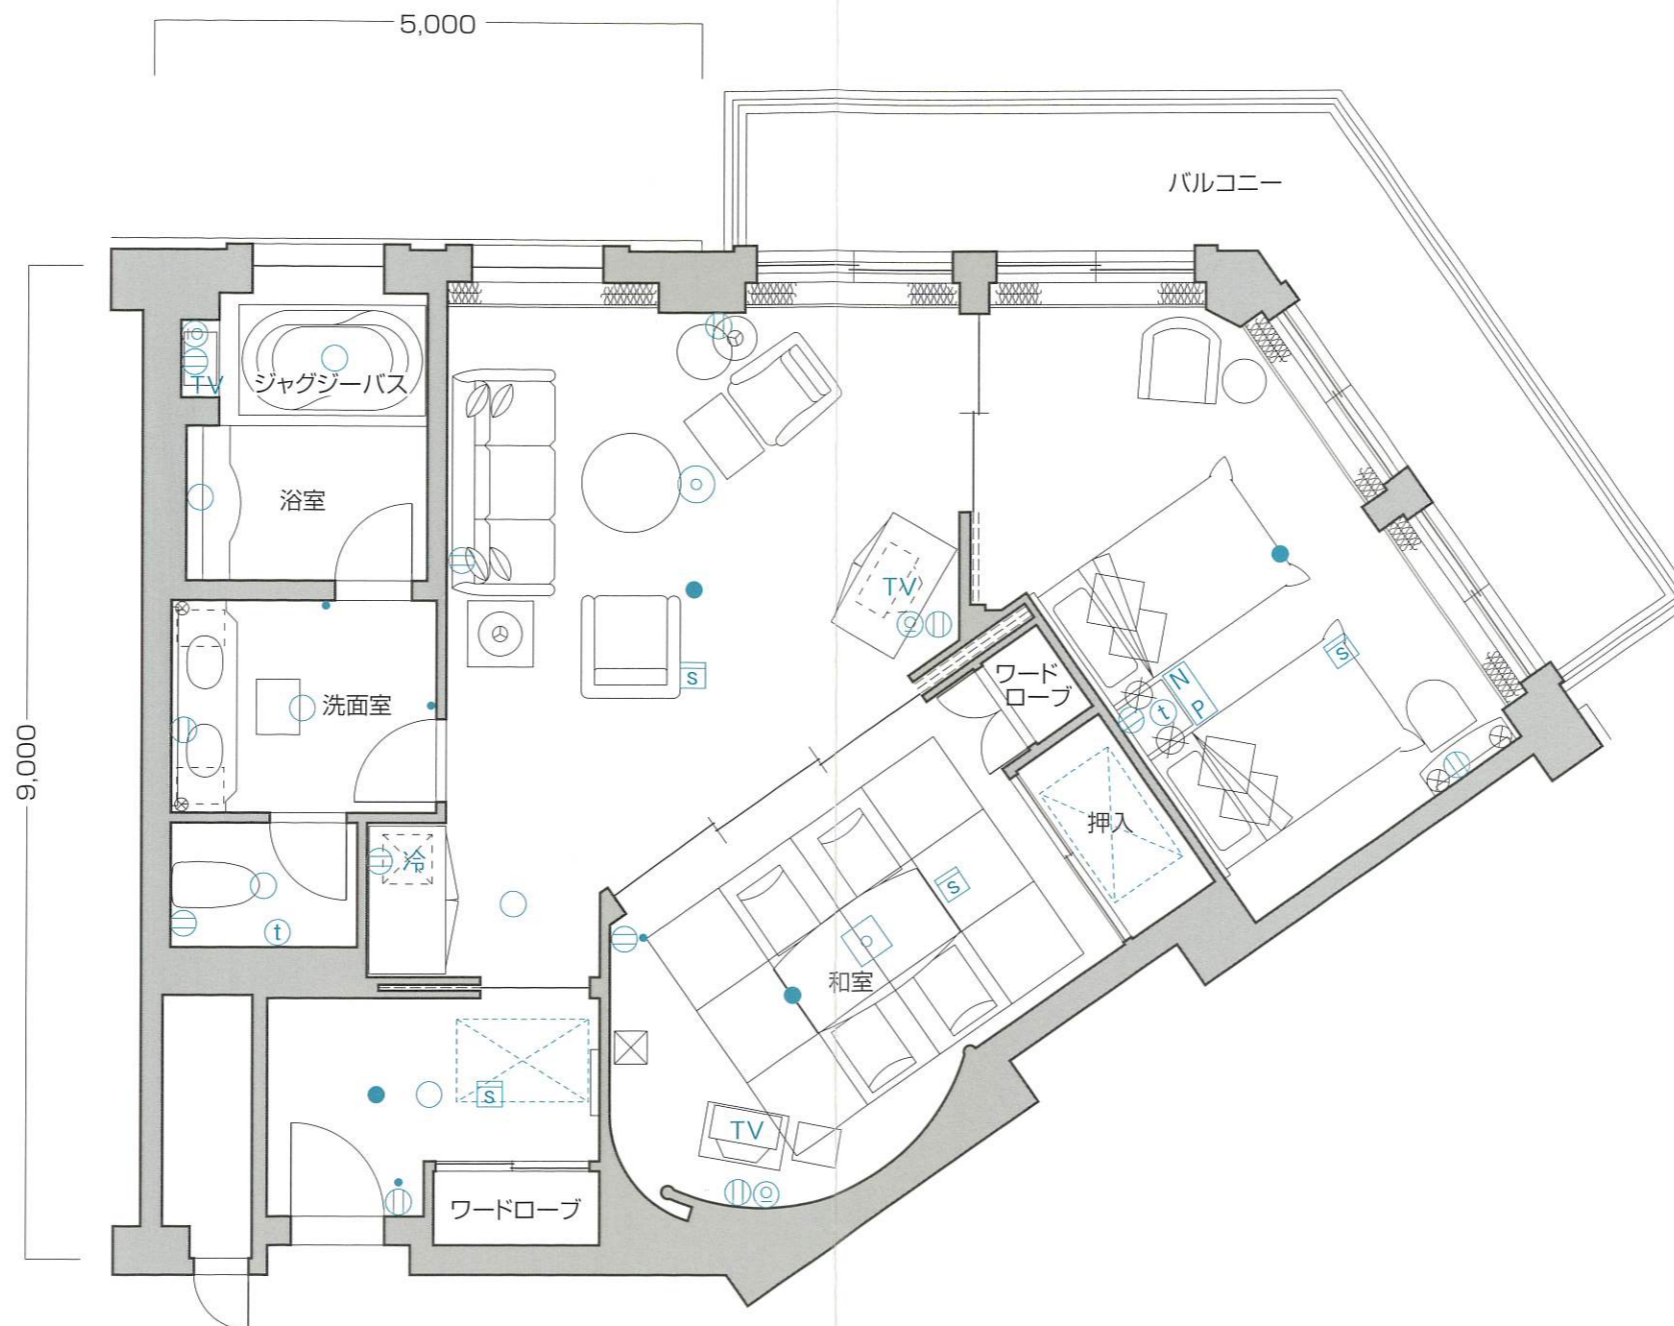 5,000
バルコニー
TV
ジャグジーバス
浴室
TV
ワード
ローブ
s
s
N
P
t
洗面室
9,000
押入
冷
s
t
和室
s
TV
ワードローブ